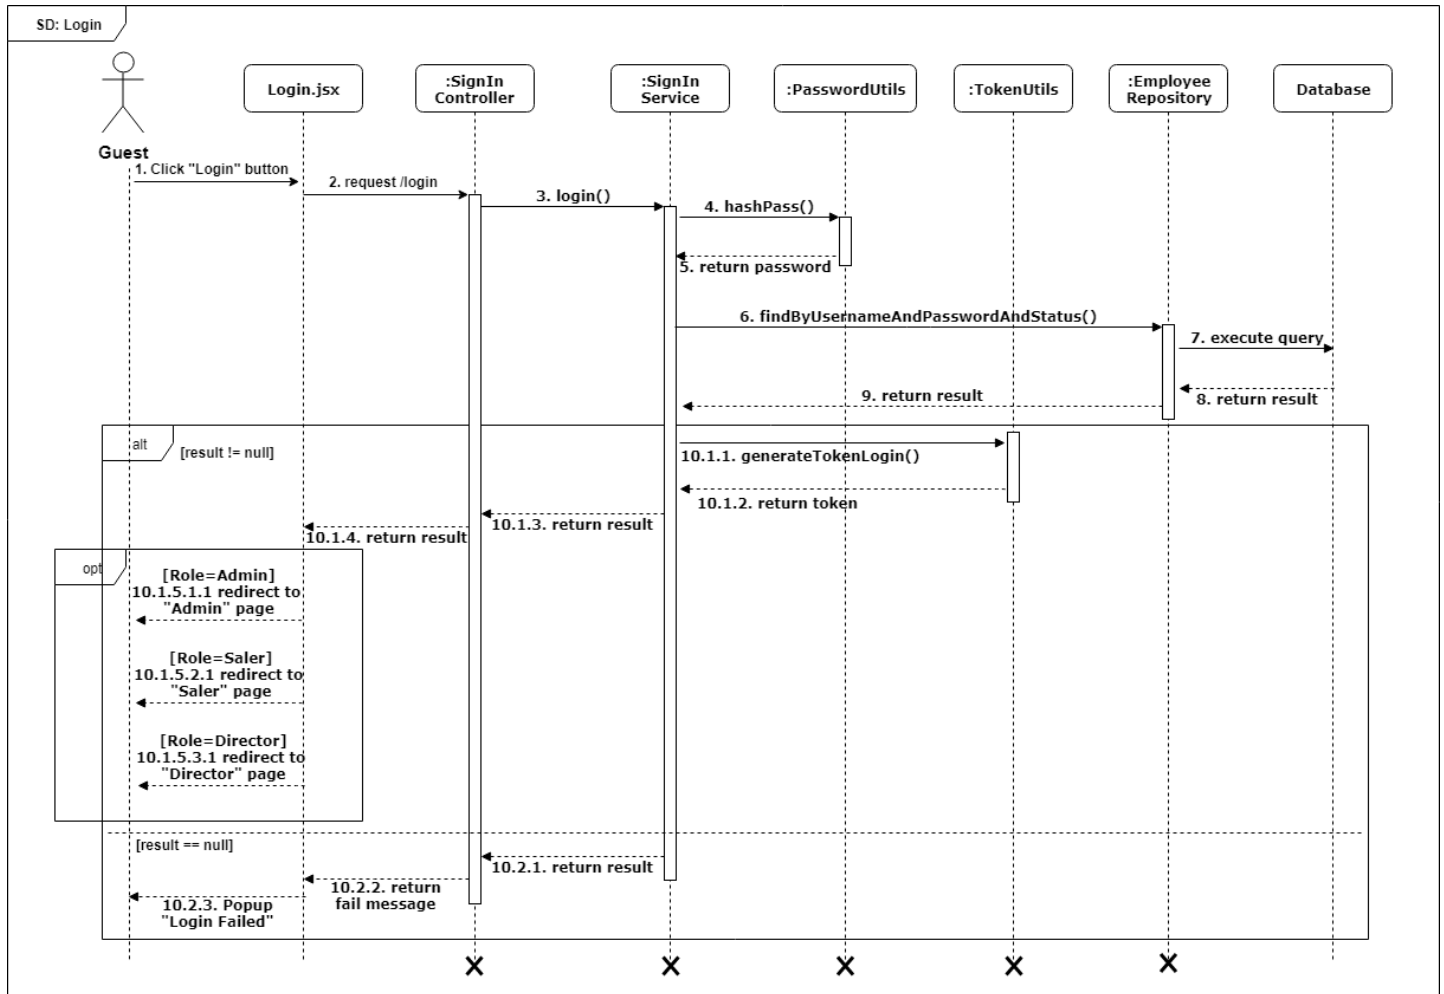 SD: Login
Guest
Login.jsx
:SignIn
Controller
:SignIn
Service
:PasswordUtils
:TokenUtils
:Employee
Repository
Database
1. Click "Login" button
2. request /login
3. login()
4. hashPass()
5. return password
6. findByUsernameAndPasswordAndStatus()
7. execute query
8. return result
9. return result
alt
[result != null]
10.1.1. generateTokenLogin()
10.1.2. return token
10.1.3. return result
10.1.4. return result
opt
[Role=Admin]
10.1.5.1.1 redirect to
"Admin" page
[Role=Saler]
10.1.5.2.1 redirect to
"Saler" page
[Role=Director]
10.1.5.3.1 redirect to
"Director" page
[result == null]
10.2.1. return result
10.2.2. return
fail message
10.2.3. Popup
"Login Failed"